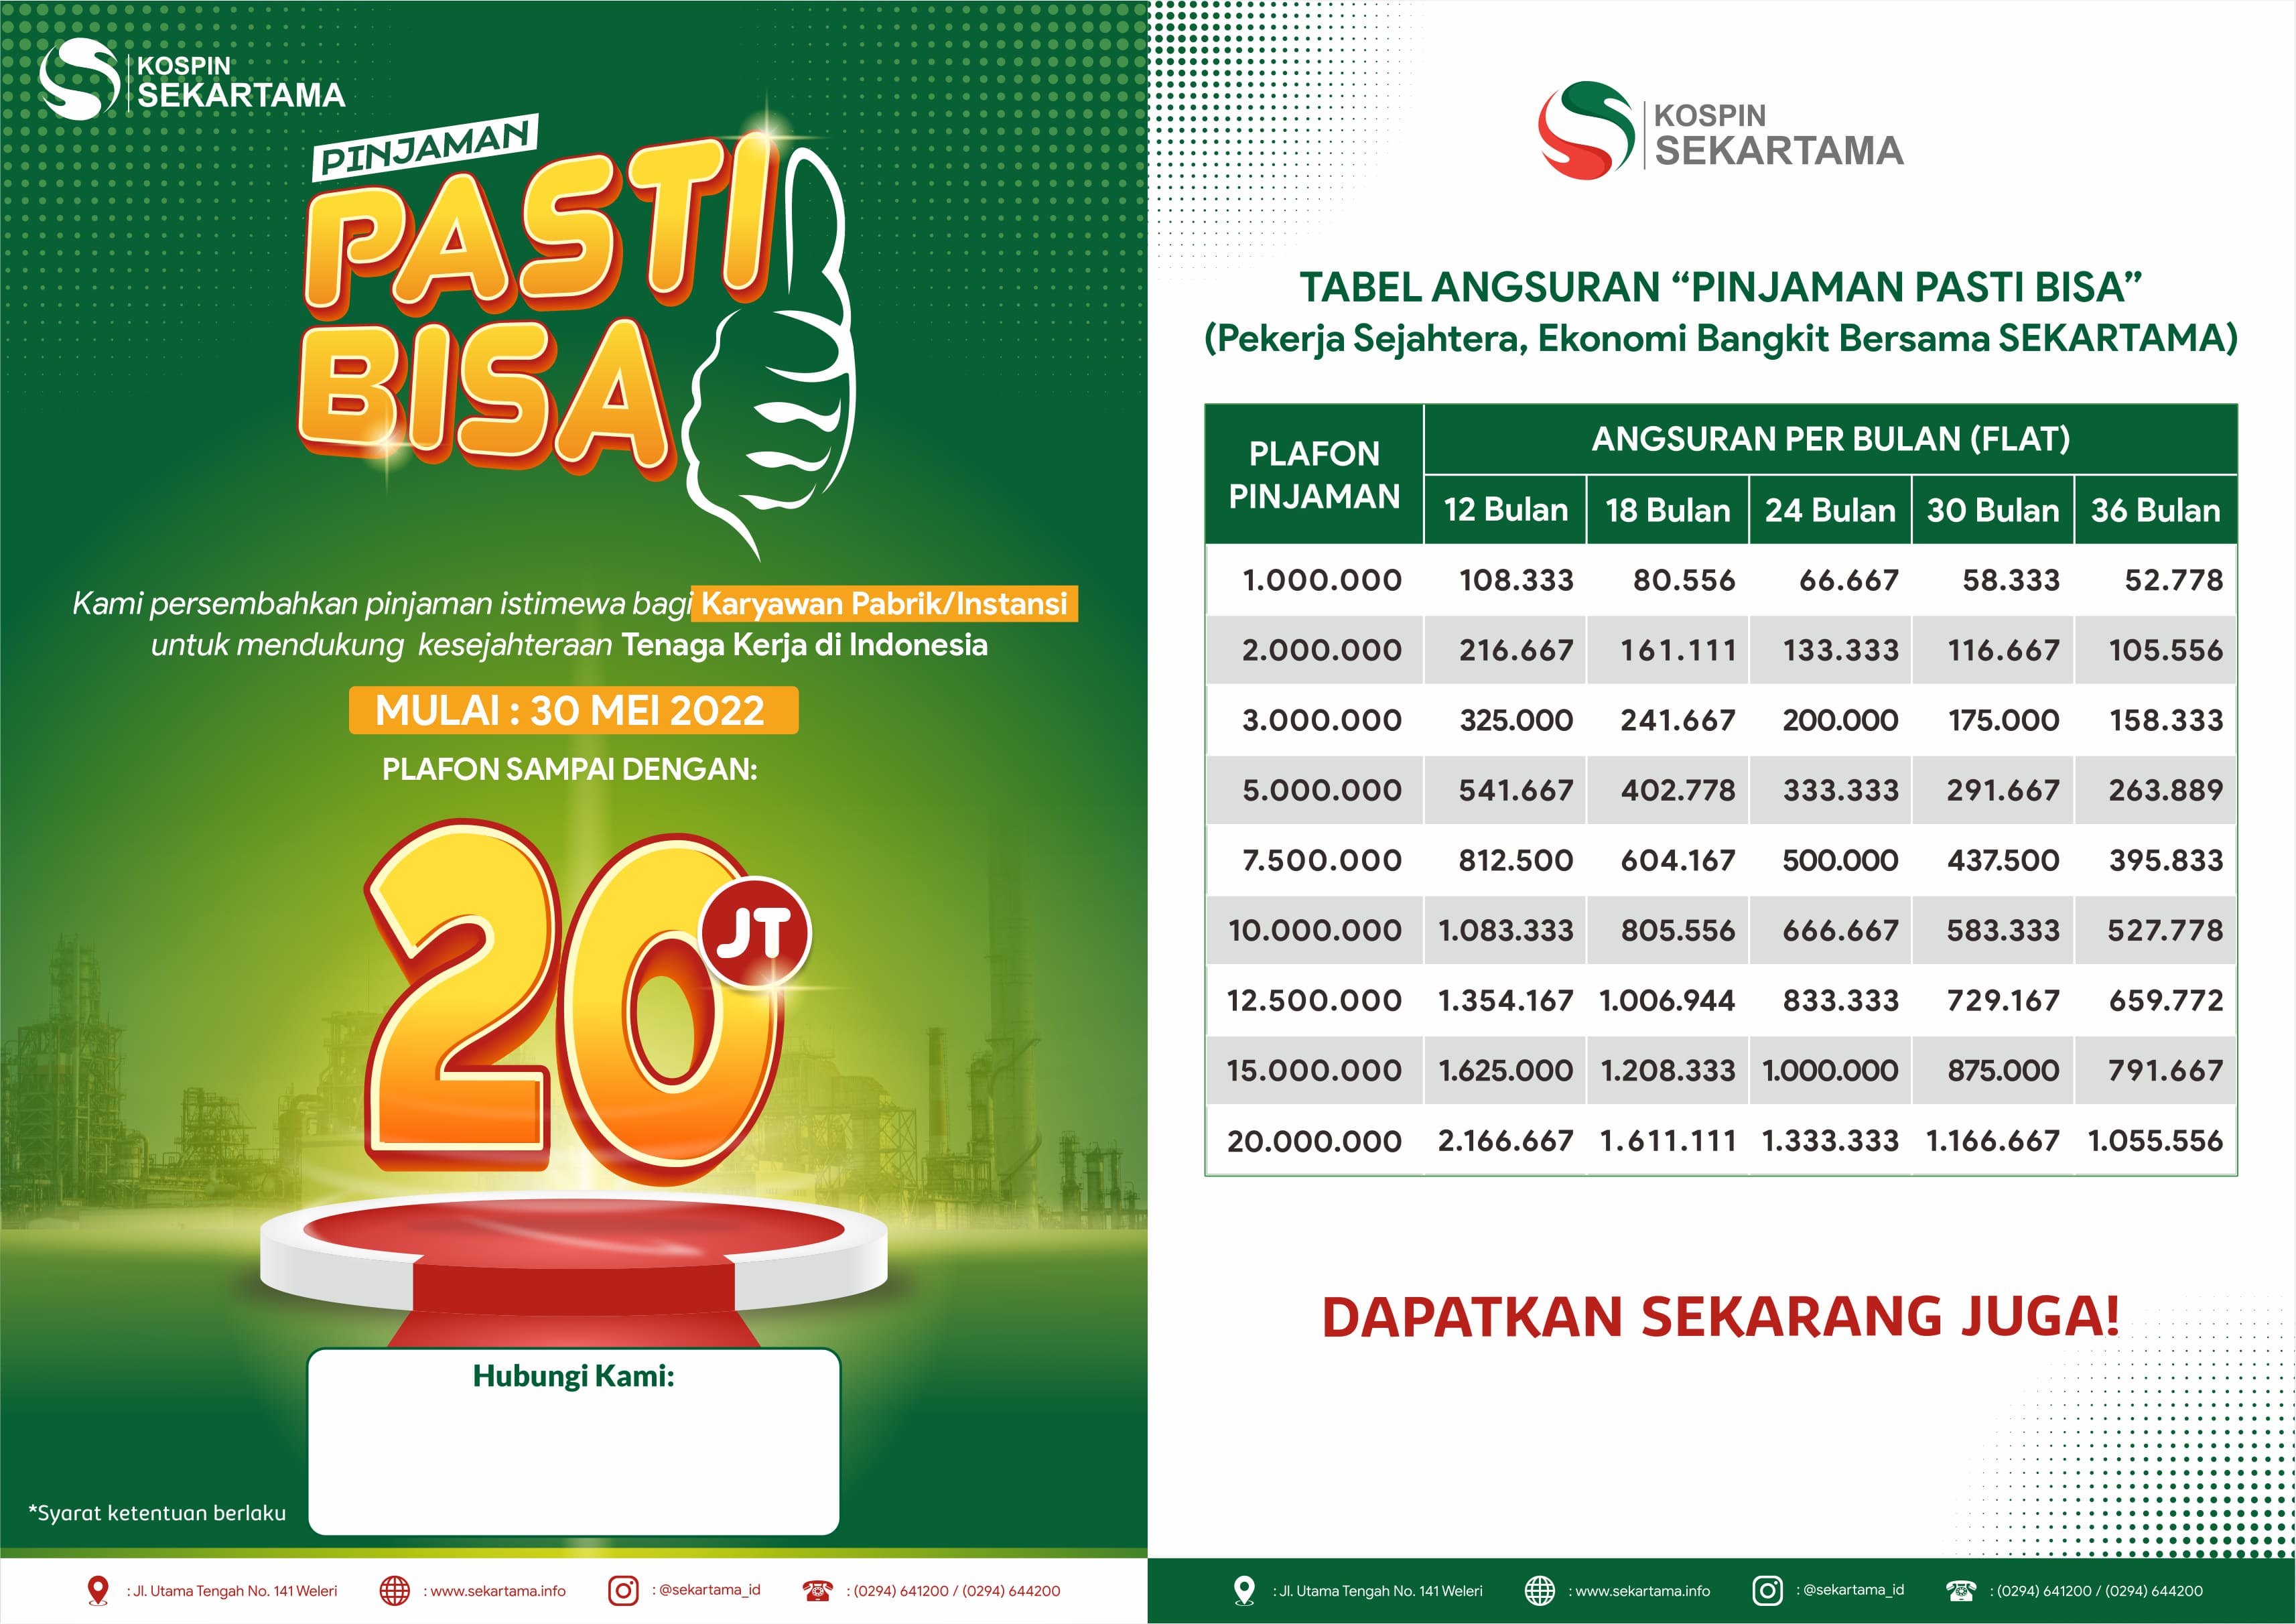 KOSPIN
SEKARTAMA
PINJAMAN
PASTI
BISA
Kami persembahkan pinjaman istimewa bagi Karyawan Pabrik/Instansi
untuk mendukung kesejahteraan Tenaga Kerja di Indonesia
MULAI : 30 MEI 2022
PLAFON SAMPAI DENGAN:
20 JT
Hubungi Kami:
*Syarat ketentuan berlaku
: Jl. Utama Tengah No. 141 Weleri : www.sekartama.info : @sekartama_id : (0294) 641200 / (0294) 644200
KOSPIN
SEKARTAMA
TABEL ANGSURAN “PINJAMAN PASTI BISA”
(Pekerja Sejahtera, Ekonomi Bangkit Bersama SEKARTAMA)
PLAFON PINJAMAN
ANGSURAN PER BULAN (FLAT)
12 Bulan 18 Bulan 24 Bulan 30 Bulan 36 Bulan
1.000.000 108.333 80.556 66.667 58.333 52.778
2.000.000 216.667 161.111 133.333 116.667 105.556
3.000.000 325.000 241.667 200.000 175.000 158.333
5.000.000 541.667 402.778 333.333 291.667 263.889
7.500.000 812.500 604.167 500.000 437.500 395.833
10.000.000 1.083.333 805.556 666.667 583.333 527.778
12.500.000 1.354.167 1.006.944 833.333 729.167 659.772
15.000.000 1.625.000 1.208.333 1.000.000 875.000 791.667
20.000.000 2.166.667 1.611.111 1.333.333 1.166.667 1.055.556
DAPATKAN SEKARANG JUGA!
: Jl. Utama Tengah No. 141 Weleri : www.sekartama.info : @sekartama_id : (0294) 641200 / (0294) 644200